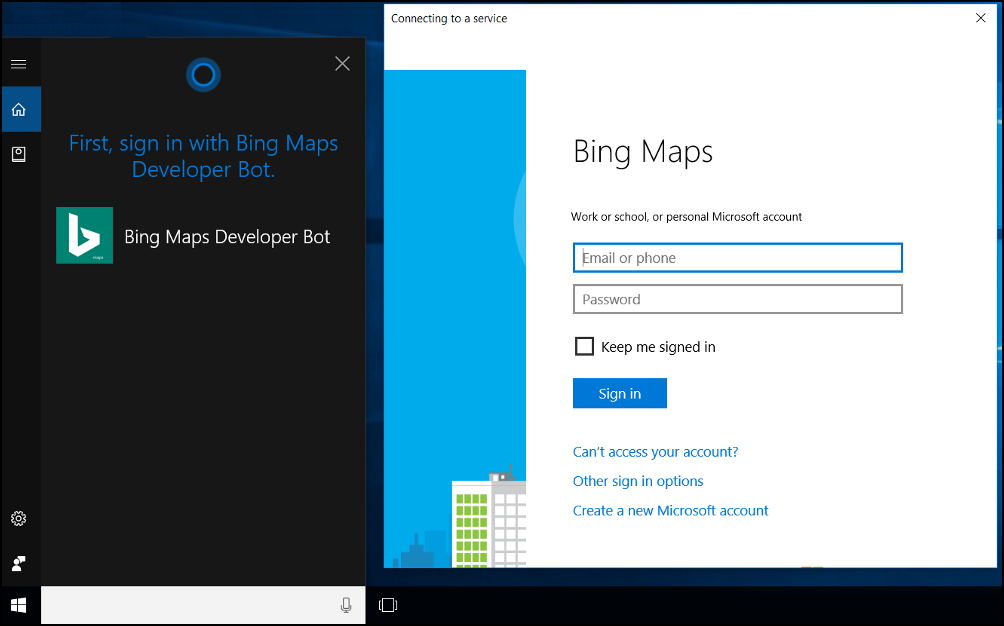 Connecting to a service
First, sign in with Bing Maps
Developer Bot.
maps
Bing Maps Developer Bot
Bing Maps
Work or school, or personal Microsoft account
Email or phone
Password
Keep me signed in
Sign in
Can't access your account?
Other sign in options
Create a new Microsoft account